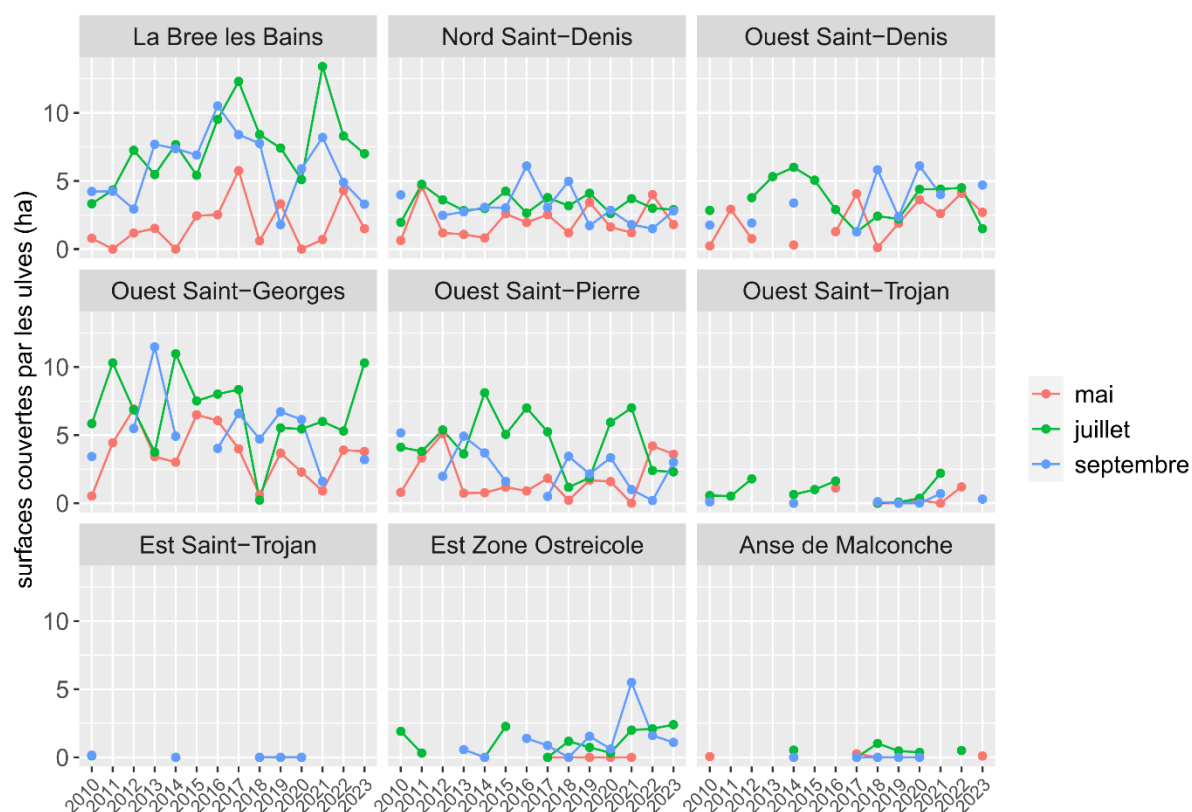 La Bree les Bains
Nord Saint−Denis
Ouest Saint−Denis
10
5
0
Ouest Saint−Georges
Ouest Saint−Pierre
Ouest Saint−Trojan
10
5
0
Est Saint−Trojan
Est Zone Ostreicole
Anse de Malconche
10
5
0
surfaces couvertes par les ulves (ha)
2010 2011 2012 2013 2014 2015 2016 2017 2018 2019 2020 2021 2022 2023
2010 2011 2012 2013 2014 2015 2016 2017 2018 2019 2020 2021 2022 2023
2010 2011 2012 2013 2014 2015 2016 2017 2018 2019 2020 2021 2022 2023
mai
juillet
septembre